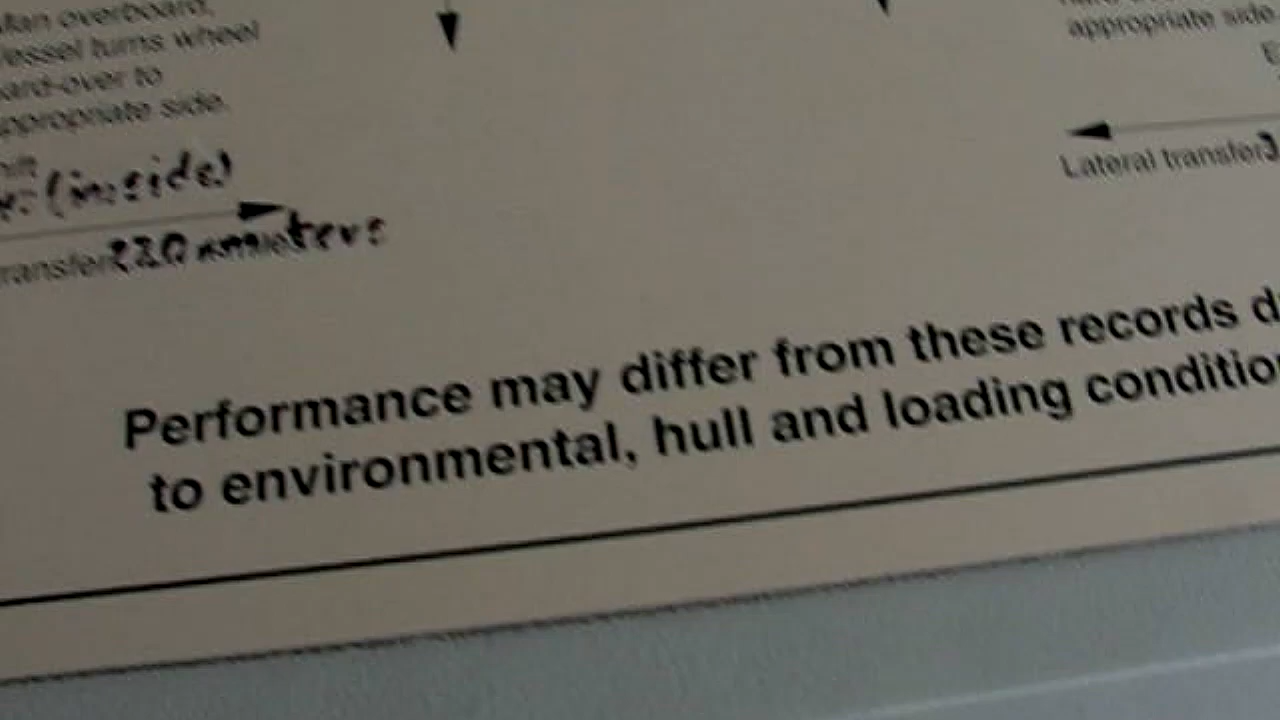 Man overboard,
Vessel turns wheel
hard-over to
appropriate side.
(inside)
transfer 220 meters
appropriate side
Lateral transfer
Performance may differ from these records d
to environmental, hull and loading conditio